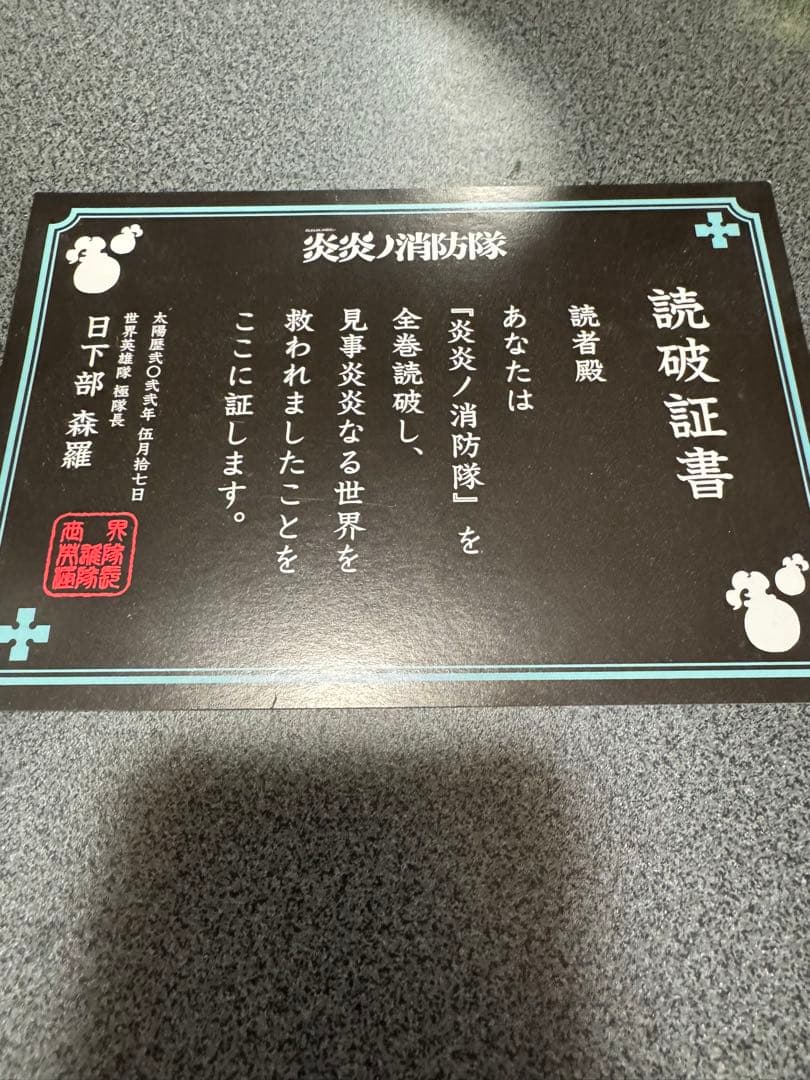 炎炎ノ消防隊
読破証書
読者殿
あなたは
『炎炎ノ消防隊』を
全巻読破し、
見事炎炎なる世界を
救われましたことを
ここに証します。
太陽歴弐〇弐弐年 伍月拾七日
世界英雄隊 極隊長
日下部 森羅